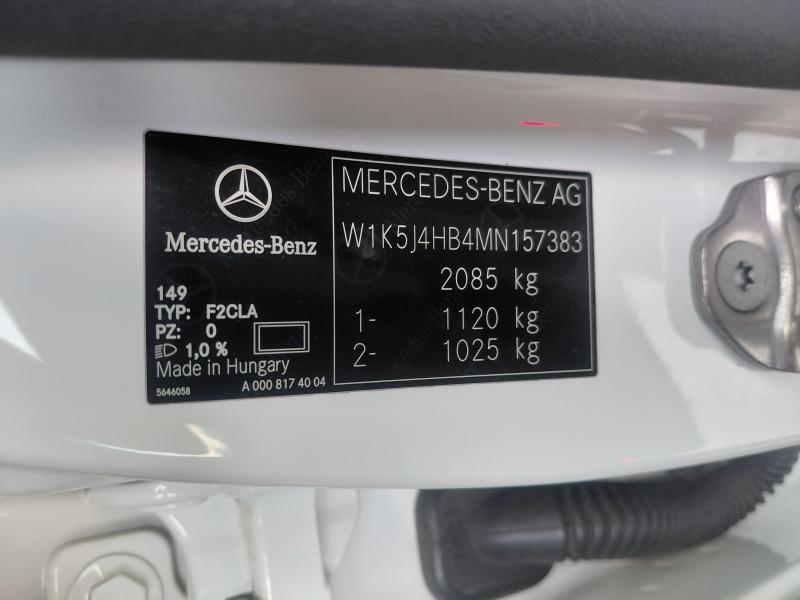 Mercedes-Benz
149
TYP: F2CLA
PZ: 0
1,0 %
Made in Hungary
5646058 A 000 817 40 04
MERCEDES-BENZ AG
W1K5J4HB4MN157383
2085 kg
1- 1120 kg
2- 1025 kg